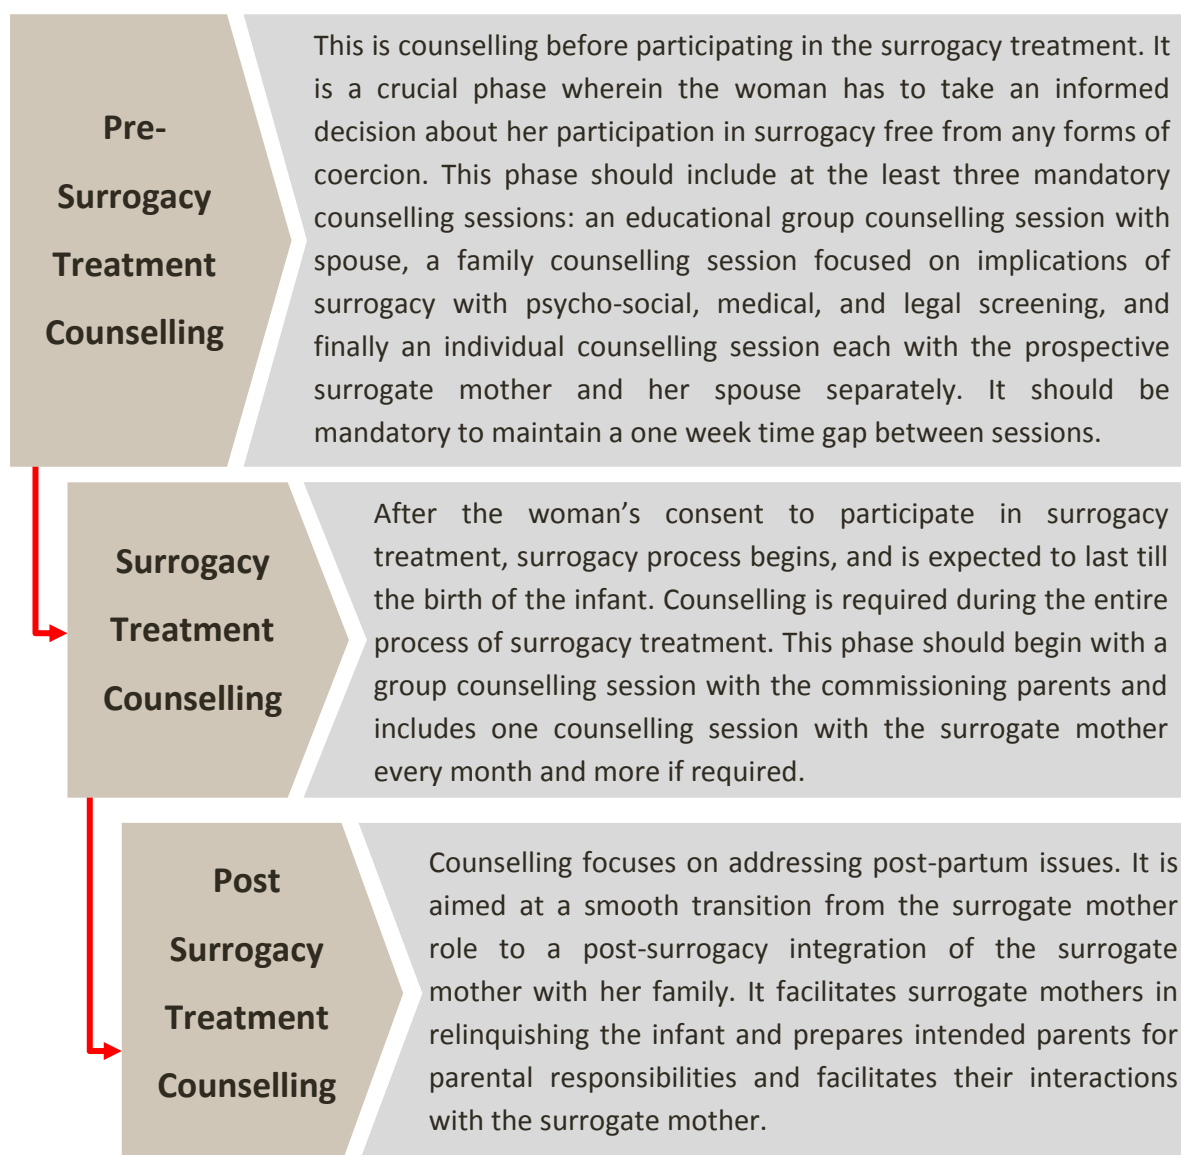 Pre-
Surrogacy
Treatment
Counselling
This is counselling before participating in the surrogacy treatment. It
is a crucial phase wherein the woman has to take an informed
decision about her participation in surrogacy free from any forms of
coercion. This phase should include at the least three mandatory
counselling sessions: an educational group counselling session with
spouse, a family counselling session focused on implications of
surrogacy with psycho-social, medical, and legal screening, and
finally an individual counselling session each with the prospective
surrogate mother and her spouse separately. It should be
mandatory to maintain a one week time gap between sessions.
Surrogacy
Treatment
Counselling
After the woman’s consent to participate in surrogacy
treatment, surrogacy process begins, and is expected to last till
the birth of the infant. Counselling is required during the entire
process of surrogacy treatment. This phase should begin with a
group counselling session with the commissioning parents and
includes one counselling session with the surrogate mother
every month and more if required.
Post
Surrogacy
Treatment
Counselling
Counselling focuses on addressing post-partum issues. It is
aimed at a smooth transition from the surrogate mother
role to a post-surrogacy integration of the surrogate
mother with her family. It facilitates surrogate mothers in
relinquishing the infant and prepares intended parents for
parental responsibilities and facilitates their interactions
with the surrogate mother.